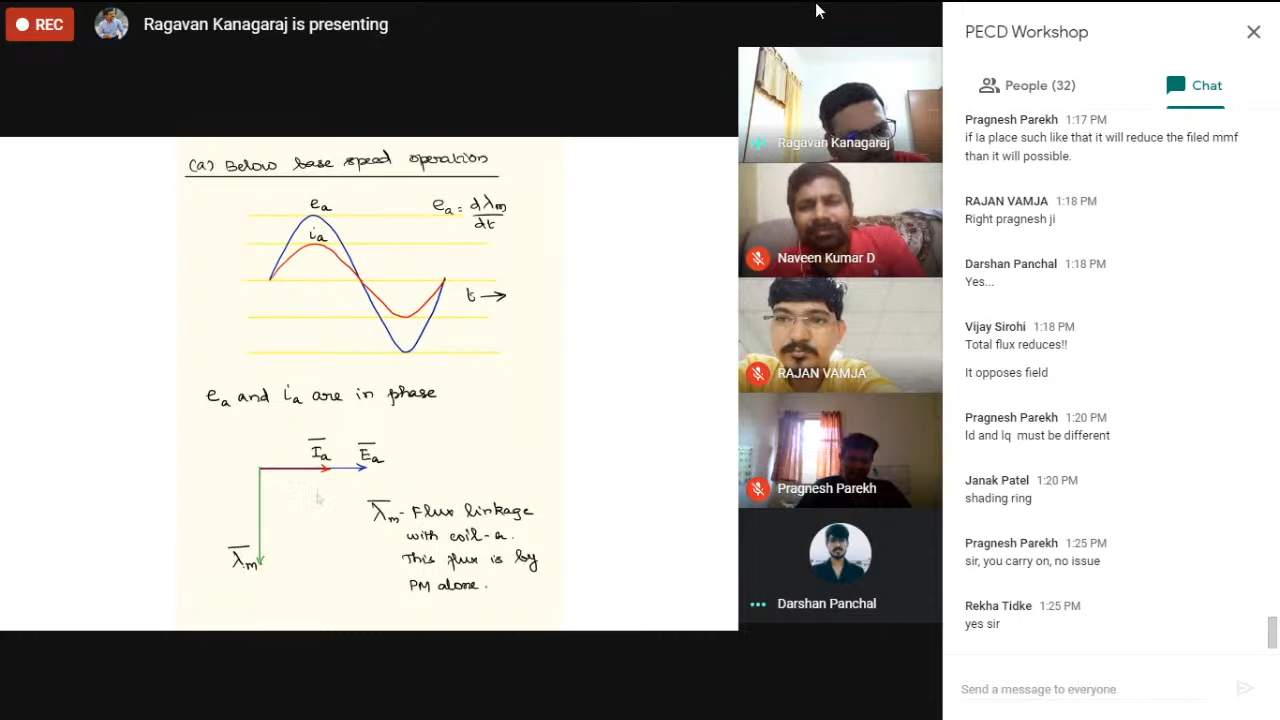 REC
Ragavan Kanagaraj is presenting
(a) Below base speed operation
ea
ia
ea = dλm/dt
t →
ea and ia are in phase
Ia
Ea
λm
λm - Flux linkage
with coil-a.
This flux is by
PM alone.
Ragavan Kanagaraj
Naveen Kumar D
RAJAN VAMJA
Pragnesh Parekh
Darshan Panchal
PECD Workshop
People (32)
Chat
Pragnesh Parekh 1:17 PM
if Ia place such like that it will reduce the filed mmf
than it will possible.
RAJAN VAMJA 1:18 PM
Right pragnesh ji
Darshan Panchal 1:18 PM
Yes...
Vijay Sirohi 1:18 PM
Total flux reduces!!
It opposes field
Pragnesh Parekh 1:20 PM
Id and Iq must be different
Janak Patel 1:20 PM
shading ring
Pragnesh Parekh 1:25 PM
sir, you carry on, no issue
Rekha Tidke 1:25 PM
yes sir
Send a message to everyone